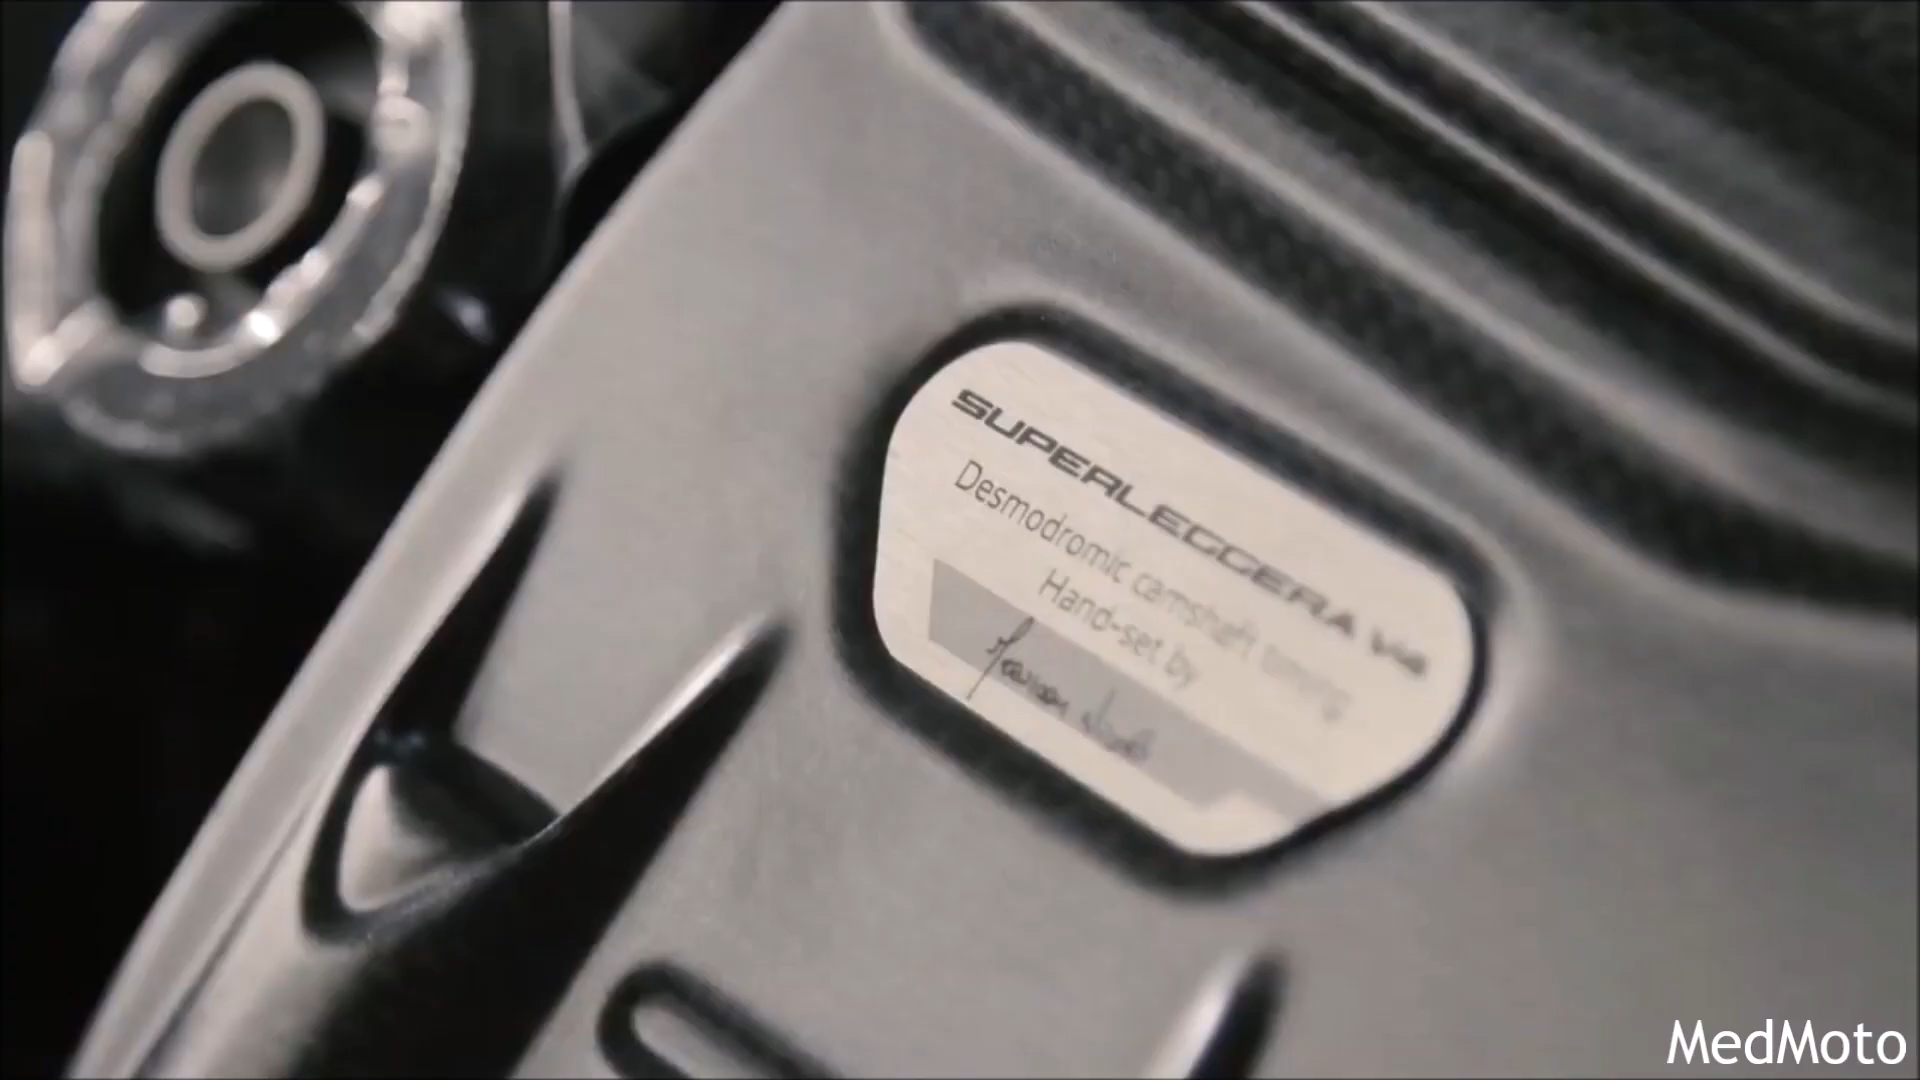 SUPERLEGGERA V4
Desmodromic camshaft timing
Hand-set by
MedMoto